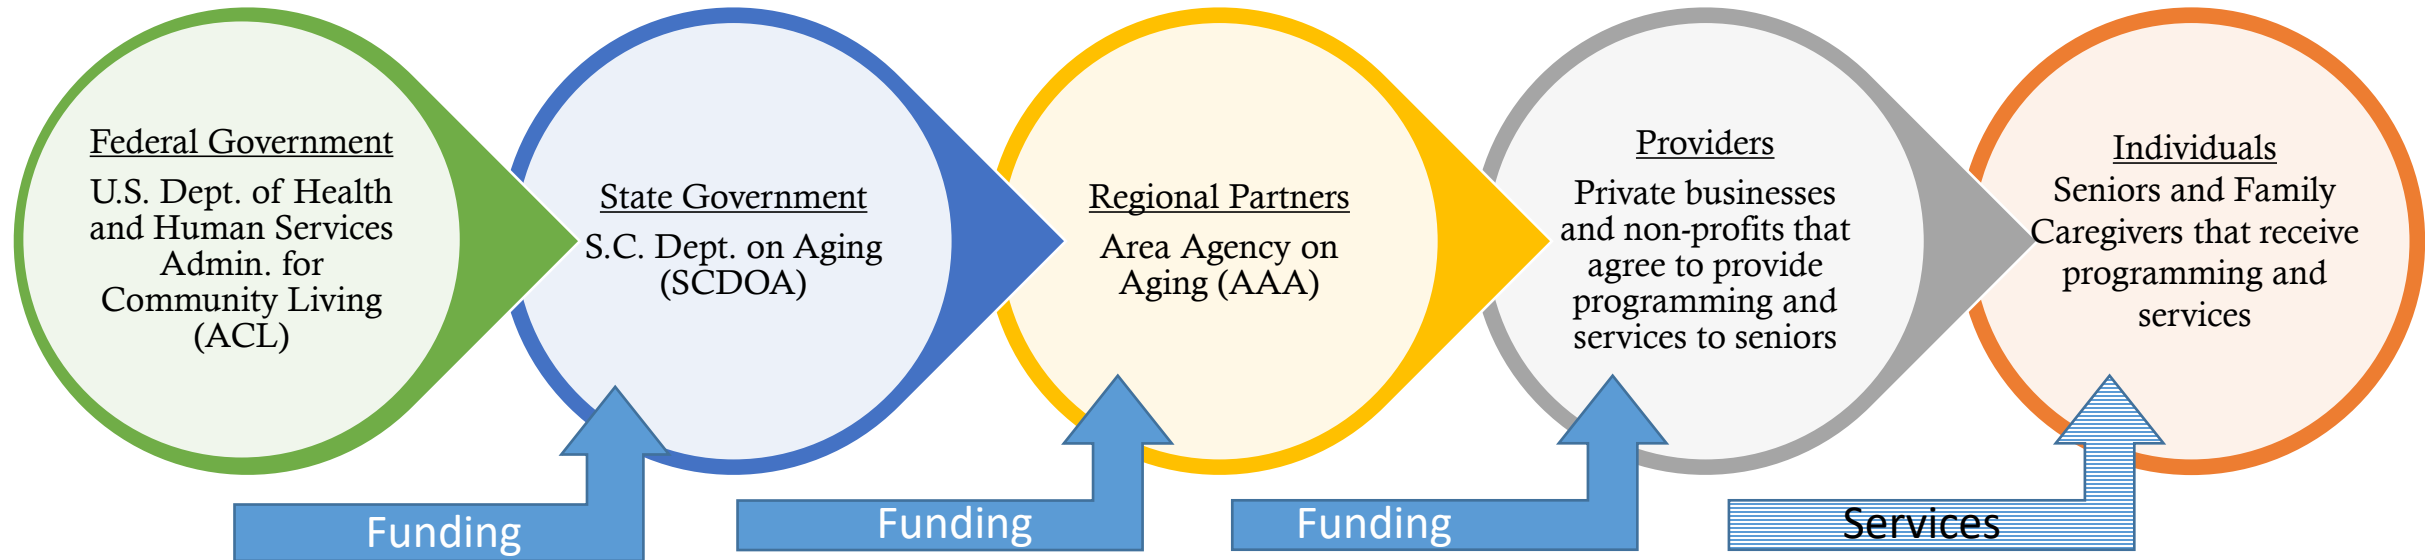 Federal Government
U.S. Dept. of Health
and Human Services
Admin. for
Community Living
(ACL)
State Government
S.C. Dept. on Aging
(SCDOA)
Regional Partners
Area Agency on
Aging (AAA)
Providers
Private businesses
and non-profits that
agree to provide
programming and
services to seniors
Individuals
Seniors and Family
Caregivers that receive
programming and
services
Funding
Funding
Funding
Services